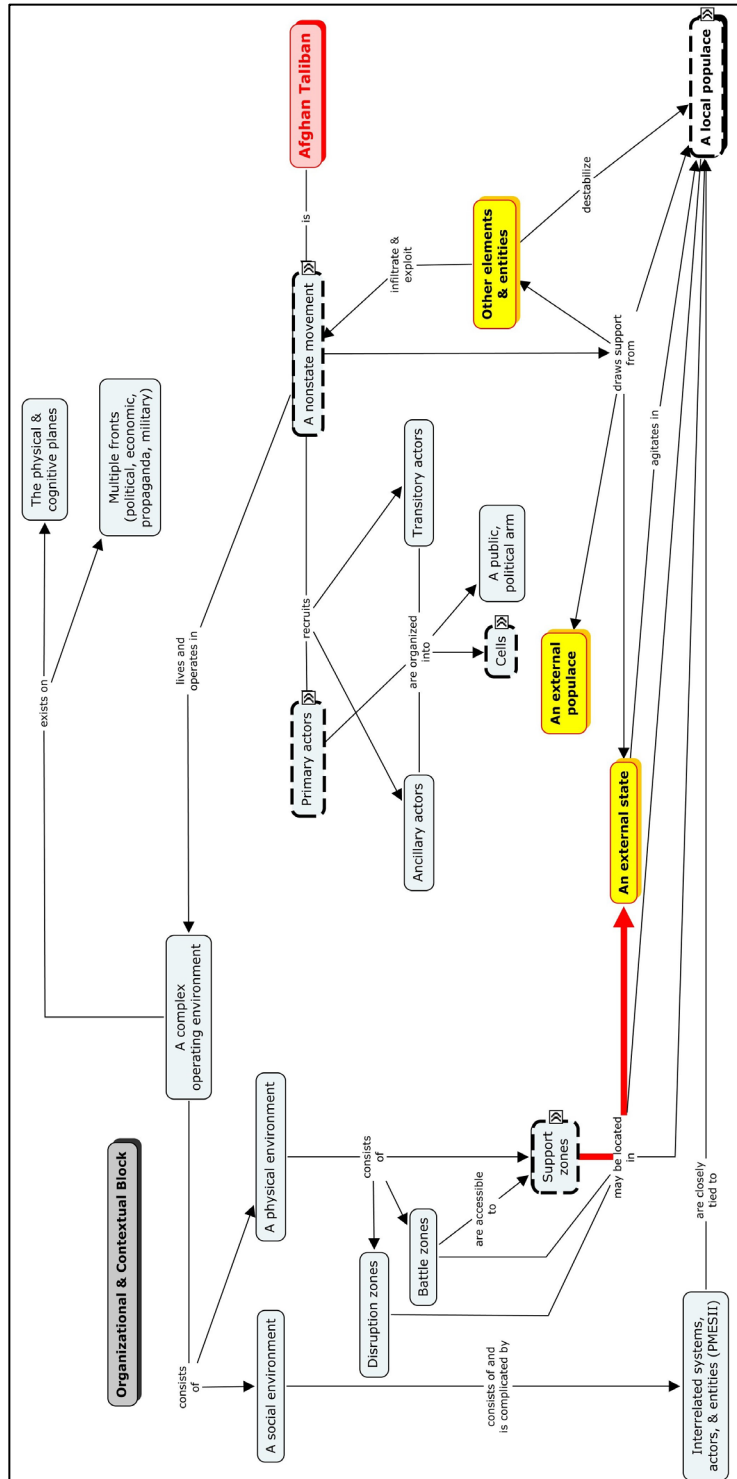 Organizational & Contextual Block
Afghan Taliban
is
A nonstate movement
The physical &
cognitive planes
Multiple fronts
(political, economic,
propaganda, military)
exists on
lives and
operates in
A complex
operating environment
consists
of
A social environment
A physical environment
consists
of
Disruption zones
Battle zones
are accessible
to
Support
zones
may be located
in
consists of and
is complicated by
Interrelated systems,
actors, & entities (PMESII)
are closely
tied to
recruits
Primary actors
Ancillary actors
Transitory actors
are organized
into
Cells
A public,
political arm
infiltrate &
exploit
Other elements
& entities
destabilize
draws support
from
An external
populace
An external state
agitates in
A local populace